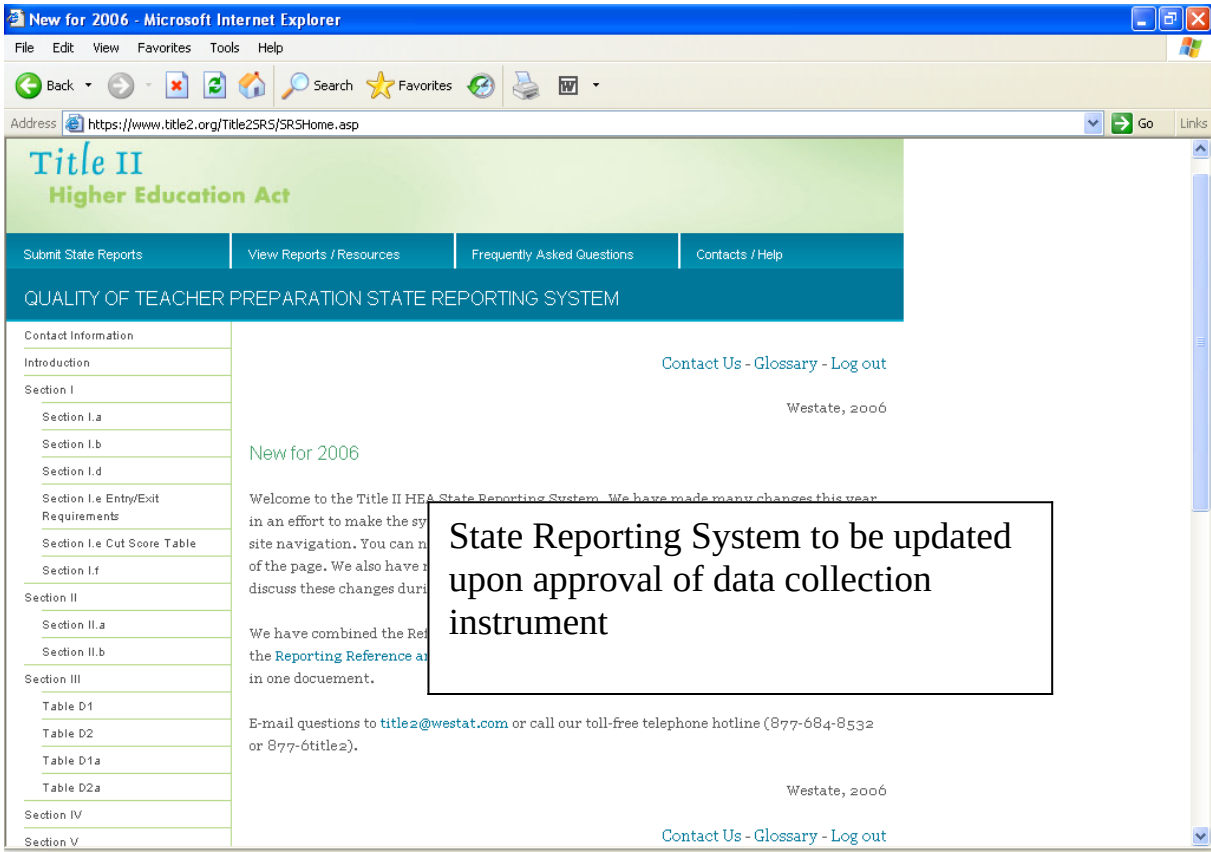 New for 2006 - Microsoft Internet Explorer
File Edit View Favorites Tools Help
Back Search Favorites
Address https://www.title2.org/Title2SRS/SRSHome.asp Go Links
Title II
Higher Education Act
Submit State Reports View Reports / Resources Frequently Asked Questions Contacts / Help
QUALITY OF TEACHER PREPARATION STATE REPORTING SYSTEM
Contact Information
Introduction
Section I
Section I.a
Section I.b
Section I.d
Section I.e Entry/Exit
Requirements
Section I.e Cut Score Table
Section I.f
Section II
Section II.a
Section II.b
Section III
Table D1
Table D2
Table D1a
Table D2a
Section IV
Section V
Contact Us - Glossary - Log out
Westate, 2006
New for 2006
Welcome to the Title II HEA State Reporting System. We have made many changes this year
in an effort to make the sy
site navigation. You can n
of the page. We also have
discuss these changes duri
We have combined the Ref
the Reporting Reference a
in one docuement.
State Reporting System to be updated
upon approval of data collection
instrument
E-mail questions to title2@westat.com or call our toll-free telephone hotline (877-684-8532
or 877-6title2).
Westate, 2006
Contact Us - Glossary - Log out